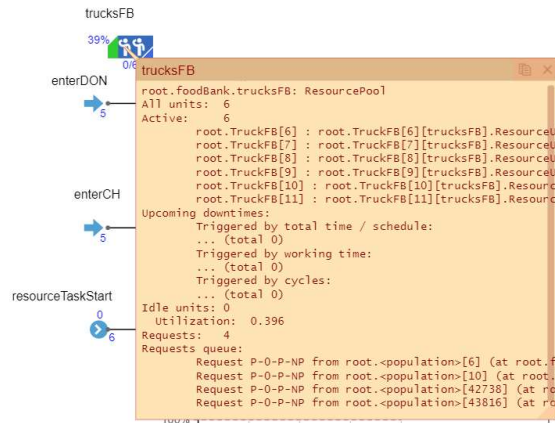 trucksFB
39%
0/6
enterDON
5
enterCH
5
resourceTaskStart
0
6
trucksFB
root.foodBank.trucksFB: ResourcePool
All units: 6
Active: 6
root.TruckFB[6] : root.TruckFB[6][trucksFB].ResourceU
root.TruckFB[7] : root.TruckFB[7][trucksFB].ResourceU
root.TruckFB[8] : root.TruckFB[8][trucksFB].ResourceU
root.TruckFB[9] : root.TruckFB[9][trucksFB].ResourceU
root.TruckFB[10] : root.TruckFB[10][trucksFB].Resourc
root.TruckFB[11] : root.TruckFB[11][trucksFB].Resourc
Upcoming downtimes:
Triggered by total time / schedule:
... (total 0)
Triggered by working time:
... (total 0)
Triggered by cycles:
... (total 0)
Idle units: 0
Utilization: 0.396
Requests: 4
Requests queue:
Request P-0-P-NP from root.<population>[6] (at root.f
Request P-0-P-NP from root.<population>[10] (at root.
Request P-0-P-NP from root.<population>[42738] (at ro
Request P-0-P-NP from root.<population>[43816] (at ro
100%